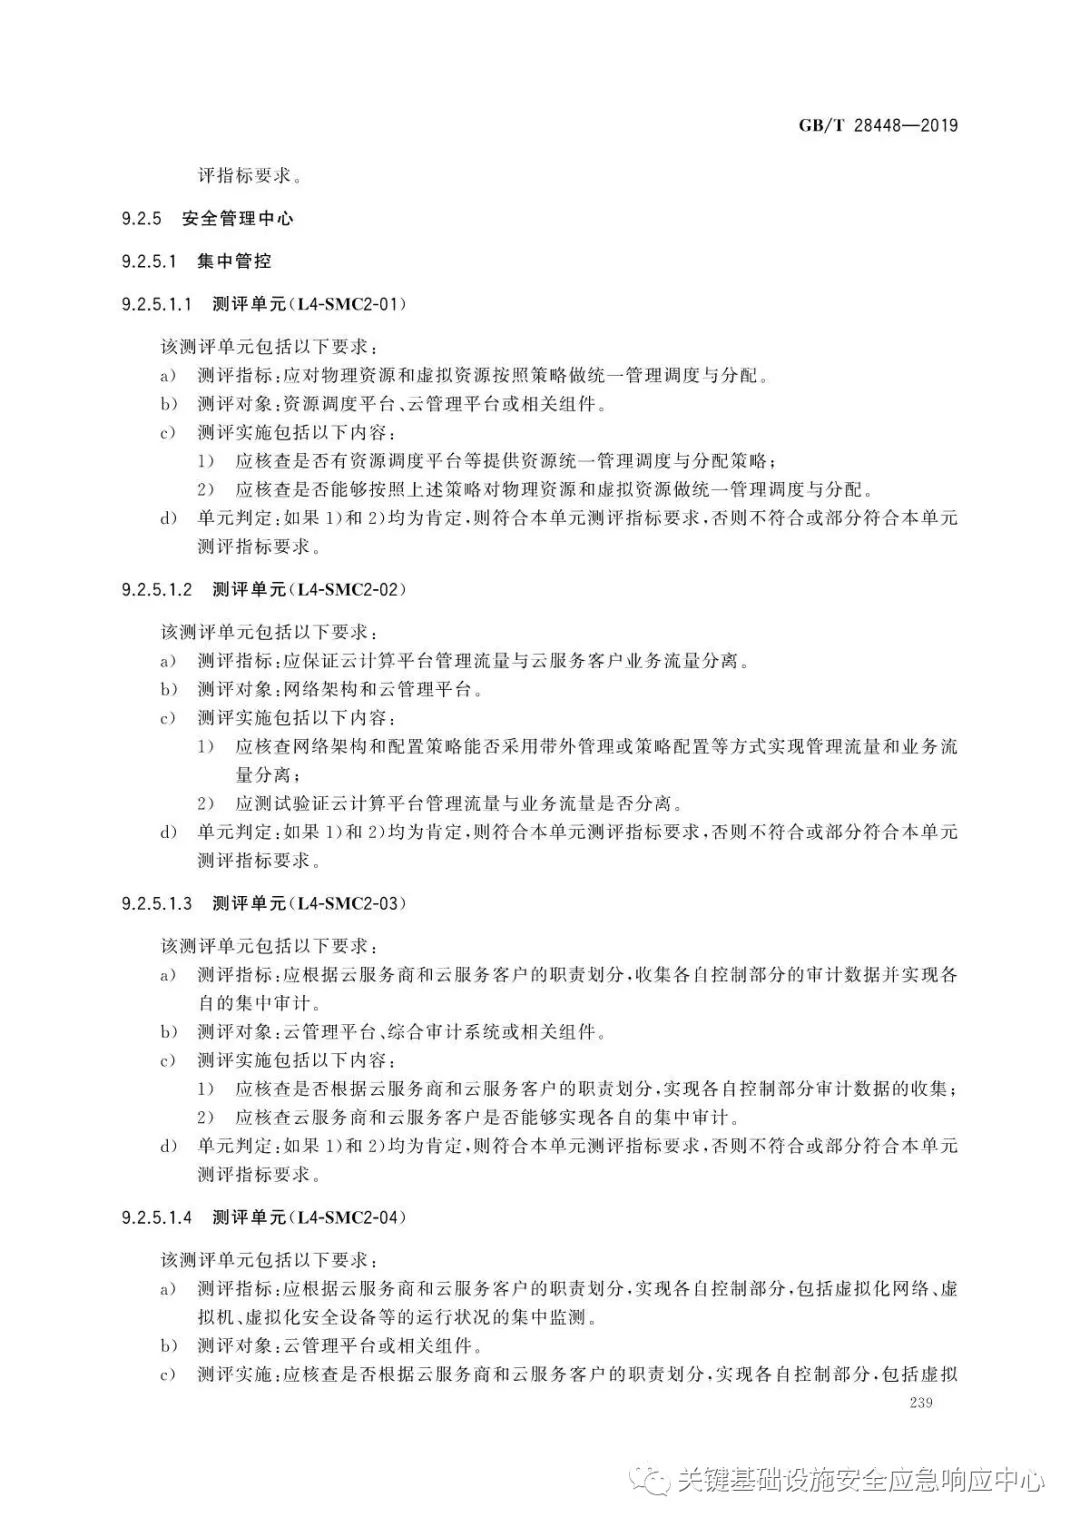 GB/T 28448—2019
评指标要求。
9.2.5 安全管理中心
9.2.5.1 集中管控
9.2.5.1.1 测评单元(L4-SMC2-01)
该测评单元包括以下要求:
a) 测评指标:应对物理资源和虚拟资源按照策略做统一管理调度与分配。
b) 测评对象:资源调度平台、云管理平台或相关组件。
c) 测评实施包括以下内容:
1) 应核查是否有资源调度平台等提供资源统一管理调度与分配策略;
2) 应核查是否能够按照上述策略对物理资源和虚拟资源做统一管理调度与分配。
d) 单元判定:如果1)和2)均为肯定,则符合本单元测评指标要求,否则不符合或部分符合本单元
测评指标要求。
9.2.5.1.2 测评单元(L4-SMC2-02)
该测评单元包括以下要求:
a) 测评指标:应保证云计算平台管理流量与云服务客户业务流量分离。
b) 测评对象:网络架构和云管理平台。
c) 测评实施包括以下内容:
1) 应核查网络架构和配置策略能否采用带外管理或策略配置等方式实现管理流量和业务流
量分离;
2) 应测试验证云计算平台管理流量与业务流量是否分离。
d) 单元判定:如果1)和2)均为肯定,则符合本单元测评指标要求,否则不符合或部分符合本单元
测评指标要求。
9.2.5.1.3 测评单元(L4-SMC2-03)
该测评单元包括以下要求:
a) 测评指标:应根据云服务商和云服务客户的职责划分,收集各自控制部分的审计数据并实现各
自的集中审计。
b) 测评对象:云管理平台、综合审计系统或相关组件。
c) 测评实施包括以下内容:
1) 应核查是否根据云服务商和云服务客户的职责划分,实现各自控制部分审计数据的收集;
2) 应核查云服务商和云服务客户是否能够实现各自的集中审计。
d) 单元判定:如果1)和2)均为肯定,则符合本单元测评指标要求,否则不符合或部分符合本单元
测评指标要求。
9.2.5.1.4 测评单元(L4-SMC2-04)
该测评单元包括以下要求:
a) 测评指标:应根据云服务商和云服务客户的职责划分,实现各自控制部分,包括虚拟化网络、虚
拟机、虚拟化安全设备等的运行状况的集中监测。
b) 测评对象:云管理平台或相关组件。
c) 测评实施:应核查是否根据云服务商和云服务客户的职责划分,实现各自控制部分,包括虚拟
239
关键基础设施安全应急响应中心